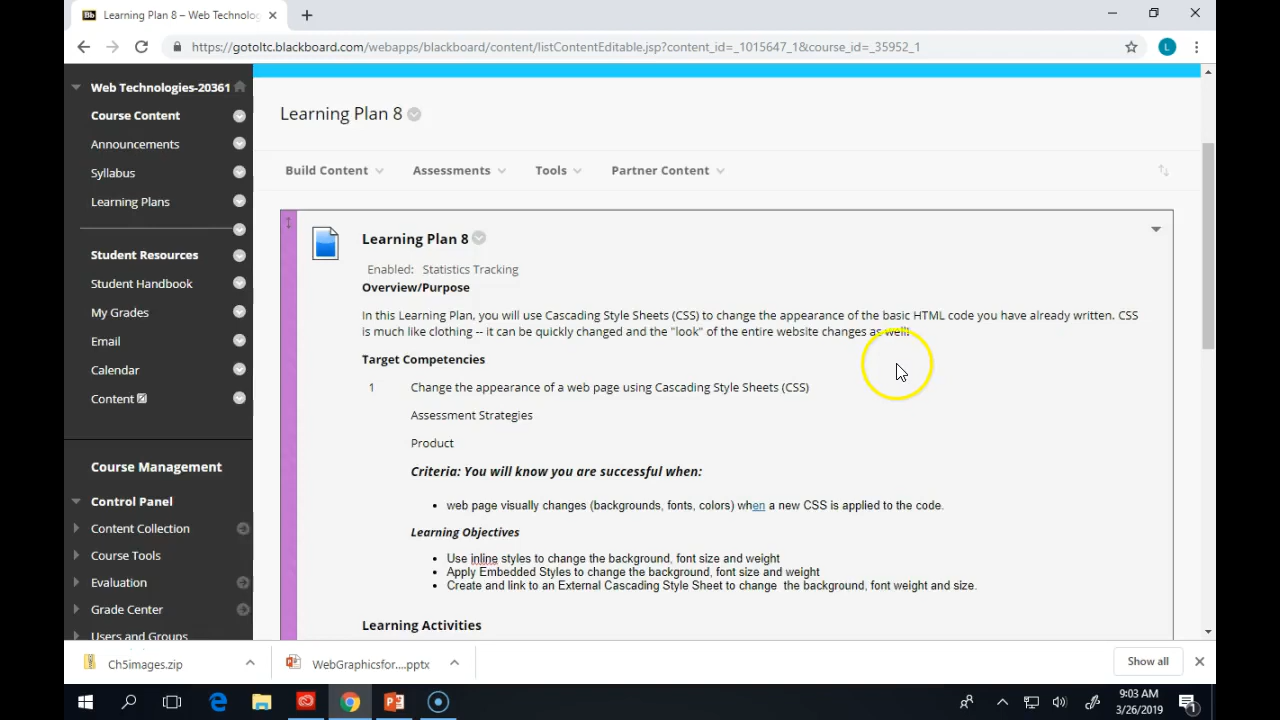 Bb Learning Plan 8 – Web Technolog
https://gotoltc.blackboard.com/webapps/blackboard/content/listContentEditable.jsp?content_id=_1015647_1&course_id=_35952_1
L
Web Technologies-20361
Course Content
Announcements
Syllabus
Learning Plans
Student Resources
Student Handbook
My Grades
Email
Calendar
Content
Course Management
Control Panel
Content Collection
Course Tools
Evaluation
Grade Center
Users and Groups
Learning Plan 8
Build Content
Assessments
Tools
Partner Content
Learning Plan 8
Enabled: Statistics Tracking
Overview/Purpose
In this Learning Plan, you will use Cascading Style Sheets (CSS) to change the appearance of the basic HTML code you have already written. CSS
is much like clothing -- it can be quickly changed and the "look" of the entire website changes as well!
Target Competencies
1 Change the appearance of a web page using Cascading Style Sheets (CSS)
Assessment Strategies
Product
Criteria: You will know you are successful when:
• web page visually changes (backgrounds, fonts, colors) when a new CSS is applied to the code.
Learning Objectives
• Use inline styles to change the background, font size and weight
• Apply Embedded Styles to change the background, font size and weight
• Create and link to an External Cascading Style Sheet to change the background, font weight and size.
Learning Activities
Ch5images.zip
WebGraphicsfor....pptx
Show all
9:03 AM
3/26/2019
1